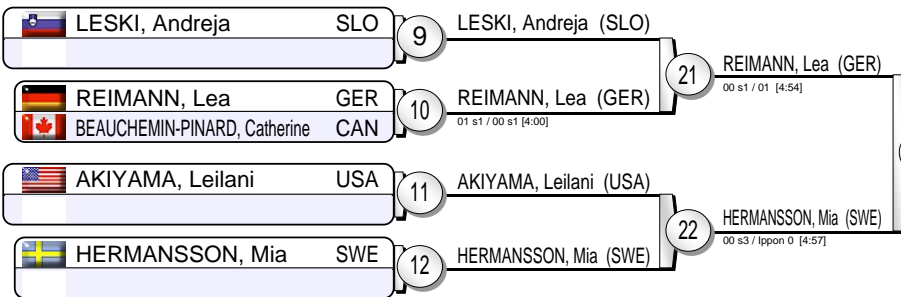 LESKI, Andreja SLO
9
LESKI, Andreja (SLO)
REIMANN, Lea GER
BEAUCHEMIN-PINARD, Catherine CAN
10
REIMANN, Lea (GER)
01 s1 / 00 s1 [4:00]
21
REIMANN, Lea (GER)
00 s1 / 01 [4:54]
AKIYAMA, Leilani USA
11
AKIYAMA, Leilani (USA)
HERMANSSON, Mia SWE
12
HERMANSSON, Mia (SWE)
22
HERMANSSON, Mia (SWE)
00 s3 / Ippon 0 [4:57]